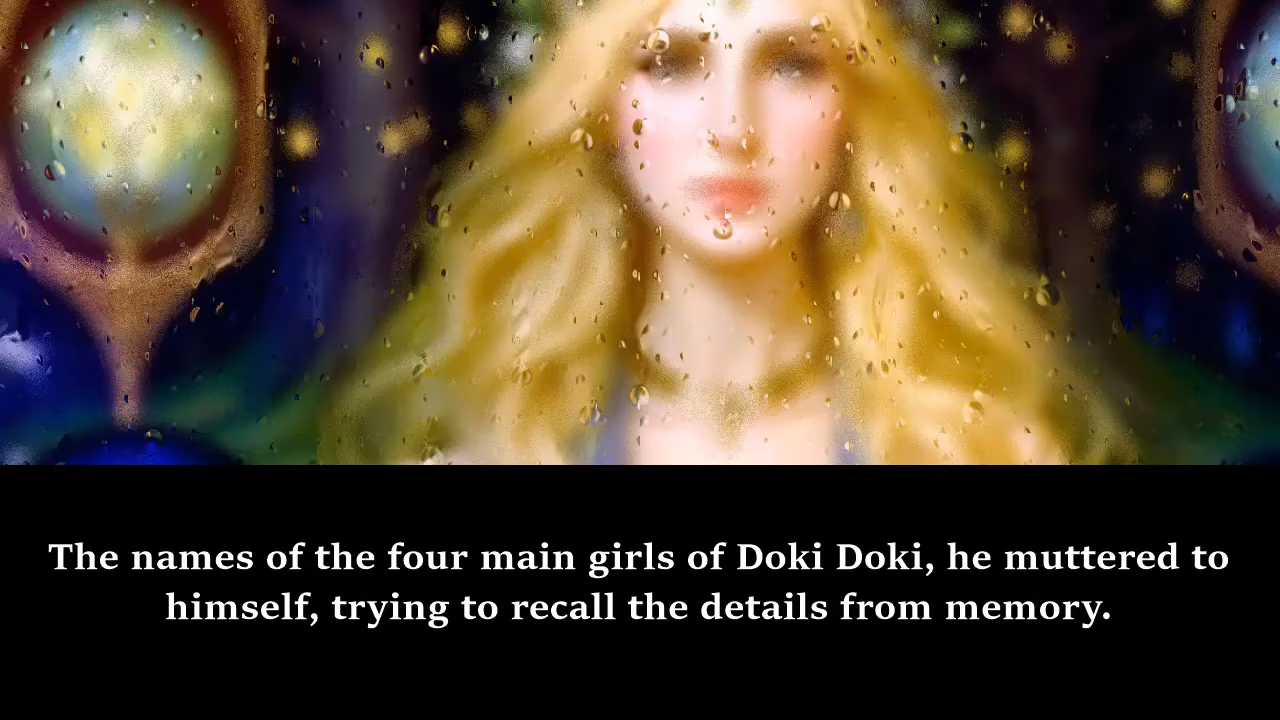 The names of the four main girls of Doki Doki, he muttered to
himself, trying to recall the details from memory.